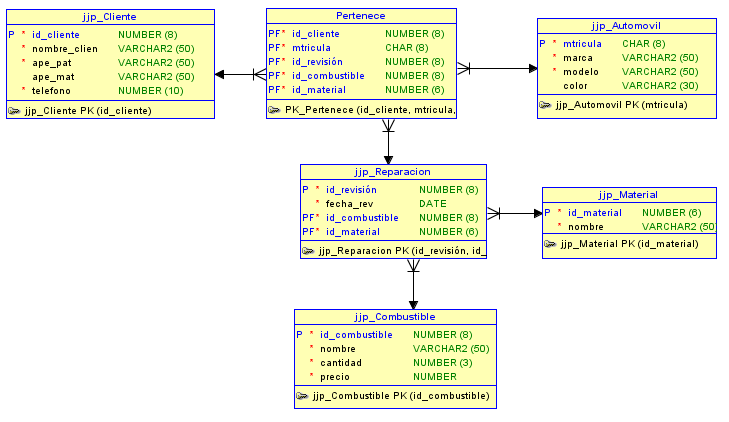 jjp_Cliente
P * id_cliente NUMBER (8)
* nombre_clien VARCHAR2 (50)
* ape_pat VARCHAR2 (50)
ape_mat VARCHAR2 (50)
* telefono NUMBER (10)
jjp_Cliente PK (id_cliente)
Pertenece
PF* id_cliente NUMBER (8)
PF* mtricula CHAR (8)
PF* id_revisión NUMBER (8)
PF* id_combustible NUMBER (8)
PF* id_material NUMBER (6)
PK_Pertenece (id_cliente, mtricula,
jjp_Automovil
P * mtricula CHAR (8)
* marca VARCHAR2 (50)
* modelo VARCHAR2 (50)
color VARCHAR2 (30)
jjp_Automovil PK (mtricula)
jjp_Reparacion
P * id_revisión NUMBER (8)
* fecha_rev DATE
PF* id_combustible NUMBER (8)
PF* id_material NUMBER (6)
jjp_Reparacion PK (id_revisión, id_
jjp_Material
P * id_material NUMBER (6)
* nombre VARCHAR2 (50)
jjp_Material PK (id_material)
jjp_Combustible
P * id_combustible NUMBER (8)
* nombre VARCHAR2 (50)
* cantidad NUMBER (3)
* precio NUMBER
jjp_Combustible PK (id_combustible)